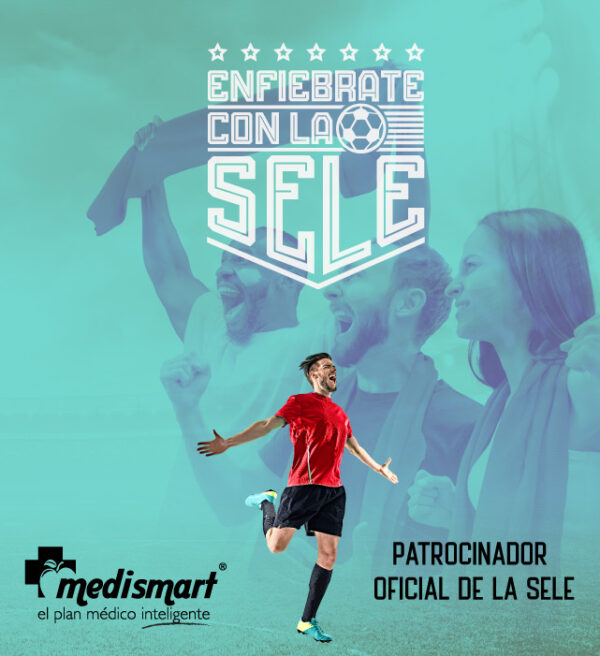 ENFIEBRATE
CON LA
SELE
medismart®
el plan médico inteligente
PATROCINADOR
OFICIAL DE LA SELE